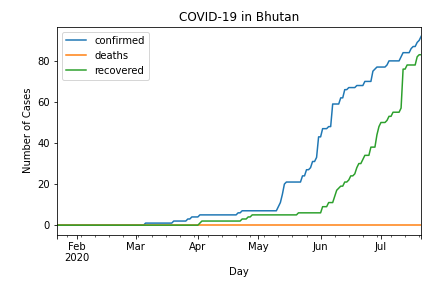 COVID-19 in Bhutan
confirmed
deaths
recovered
Number of Cases
80
60
40
20
0
Feb
2020
Mar
Apr
May
Jun
Jul
Day